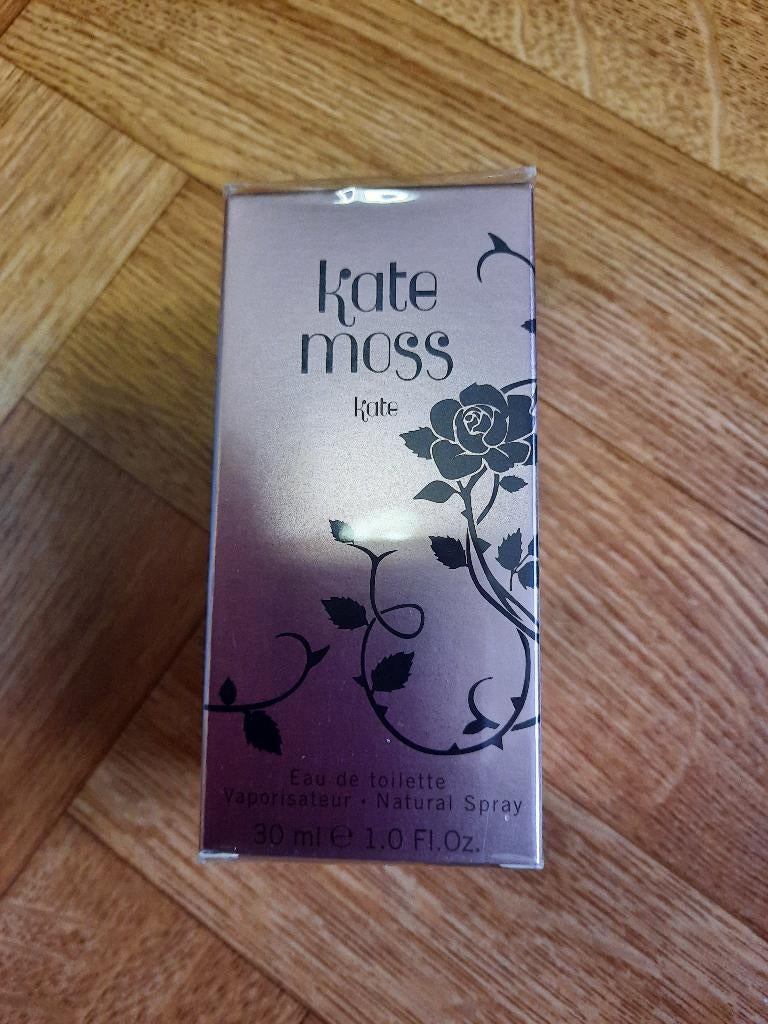 kate
moss
kate
Eau de toilette
Vaporisateur • Natural Spray
30 ml ℮ 1.0 Fl.Oz.